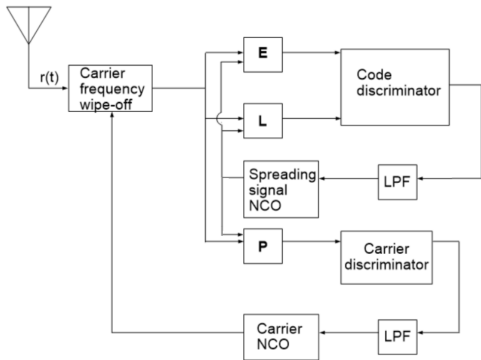 r(t)
Carrier
frequency
wipe-off
E
L
Code
discriminator
Spreading
signal
NCO
LPF
P
Carrier
discriminator
Carrier
NCO
LPF